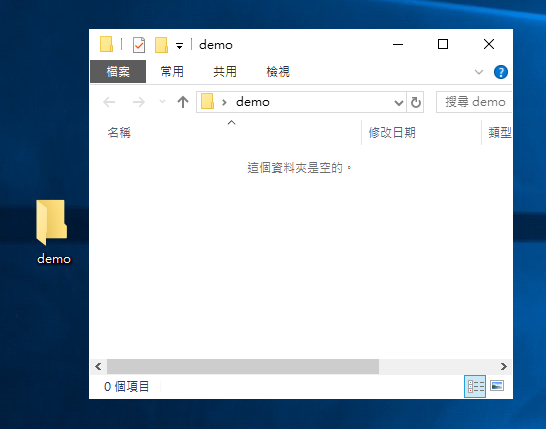 demo
檔案 常用 共用 檢視
demo 搜尋 demo
名稱 修改日期 類型
這個資料夾是空的。
demo
0 個項目